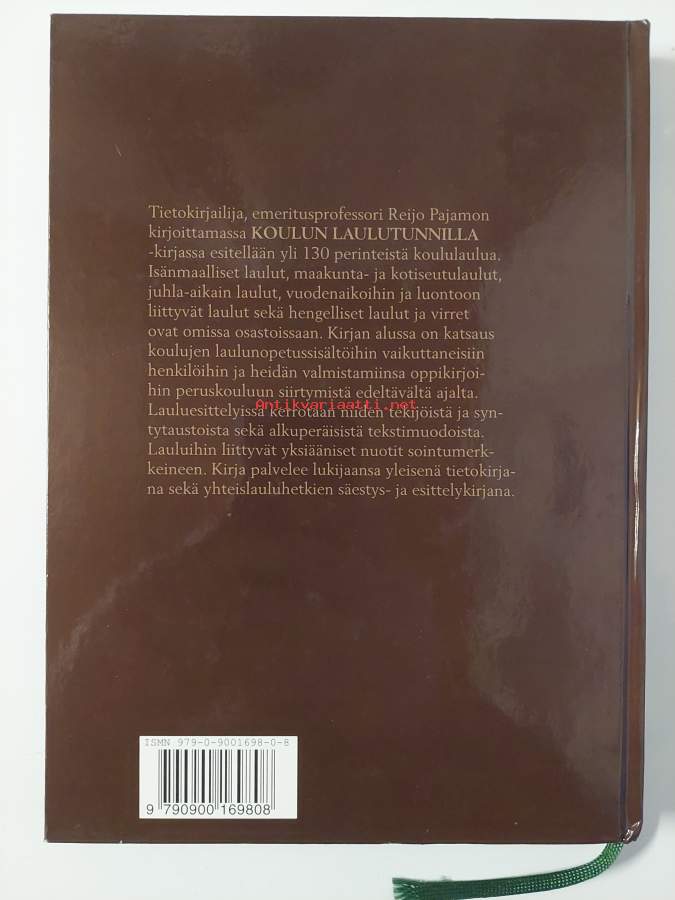 Tietokirjailija, emeritusprofessori Reijo Pajamon
kirjoittamassa KOULUN LAULUTUNNILLA
-kirjassa esitellään yli 130 perinteistä koululaulua.
Isänmaalliset laulut, maakunta- ja kotiseutulaulut,
juhla-aikain laulut, vuodenaikoihin ja luontoon
liittyvät laulut sekä hengelliset laulut ja virret
ovat omissa osastoissaan. Kirjan alussa on katsaus
koulujen laulunopetussisältöihin vaikuttaneisiin
henkilöihin ja heidän valmistamiinsa oppikirjoi-
hin peruskouluun siirtymistä edeltävältä ajalta.
Antikvariaatti.net
Lauluesittelyissä kerrotaan niiden tekijöistä ja syn-
tytaustoista sekä alkuperäisistä tekstimuodoista.
Lauluihin liittyvät yksiääniset nuotit sointumerk-
keineen. Kirja palvelee lukijaansa yleisenä tietokirja-
na sekä yhteislauluhetkien säestys- ja esittelykirjana.
ISMN 979-0-9001698-0-8
9 790900 169808